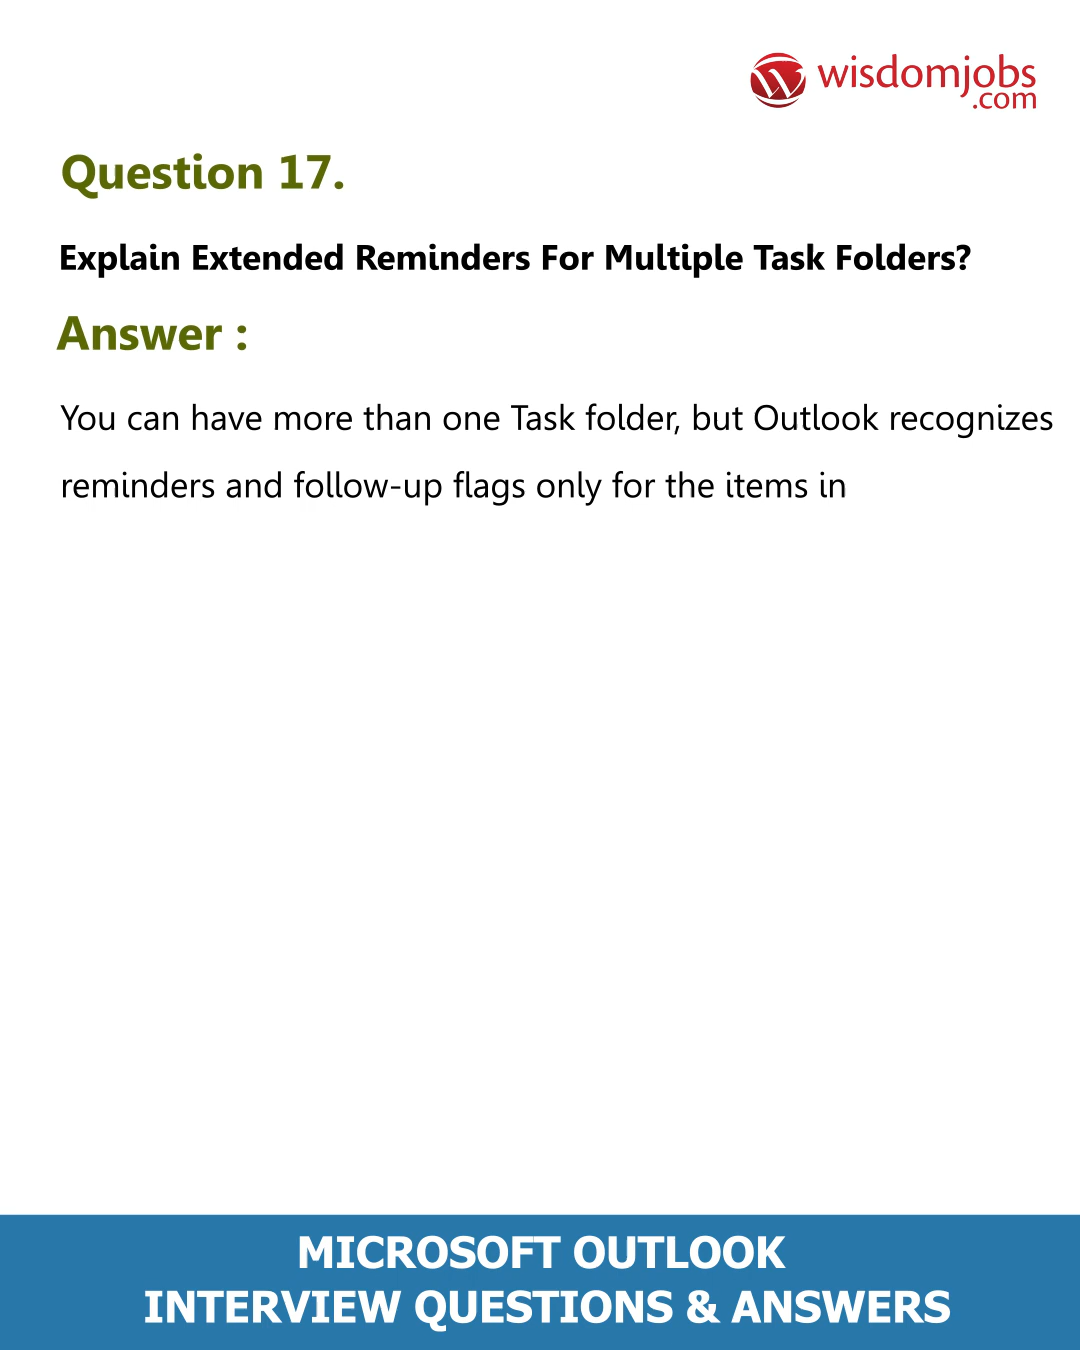 wisdomjobs
.com
Question 17.
Explain Extended Reminders For Multiple Task Folders?
Answer :
You can have more than one Task folder, but Outlook recognizes
reminders and follow-up flags only for the items in
MICROSOFT OUTLOOK
INTERVIEW QUESTIONS & ANSWERS